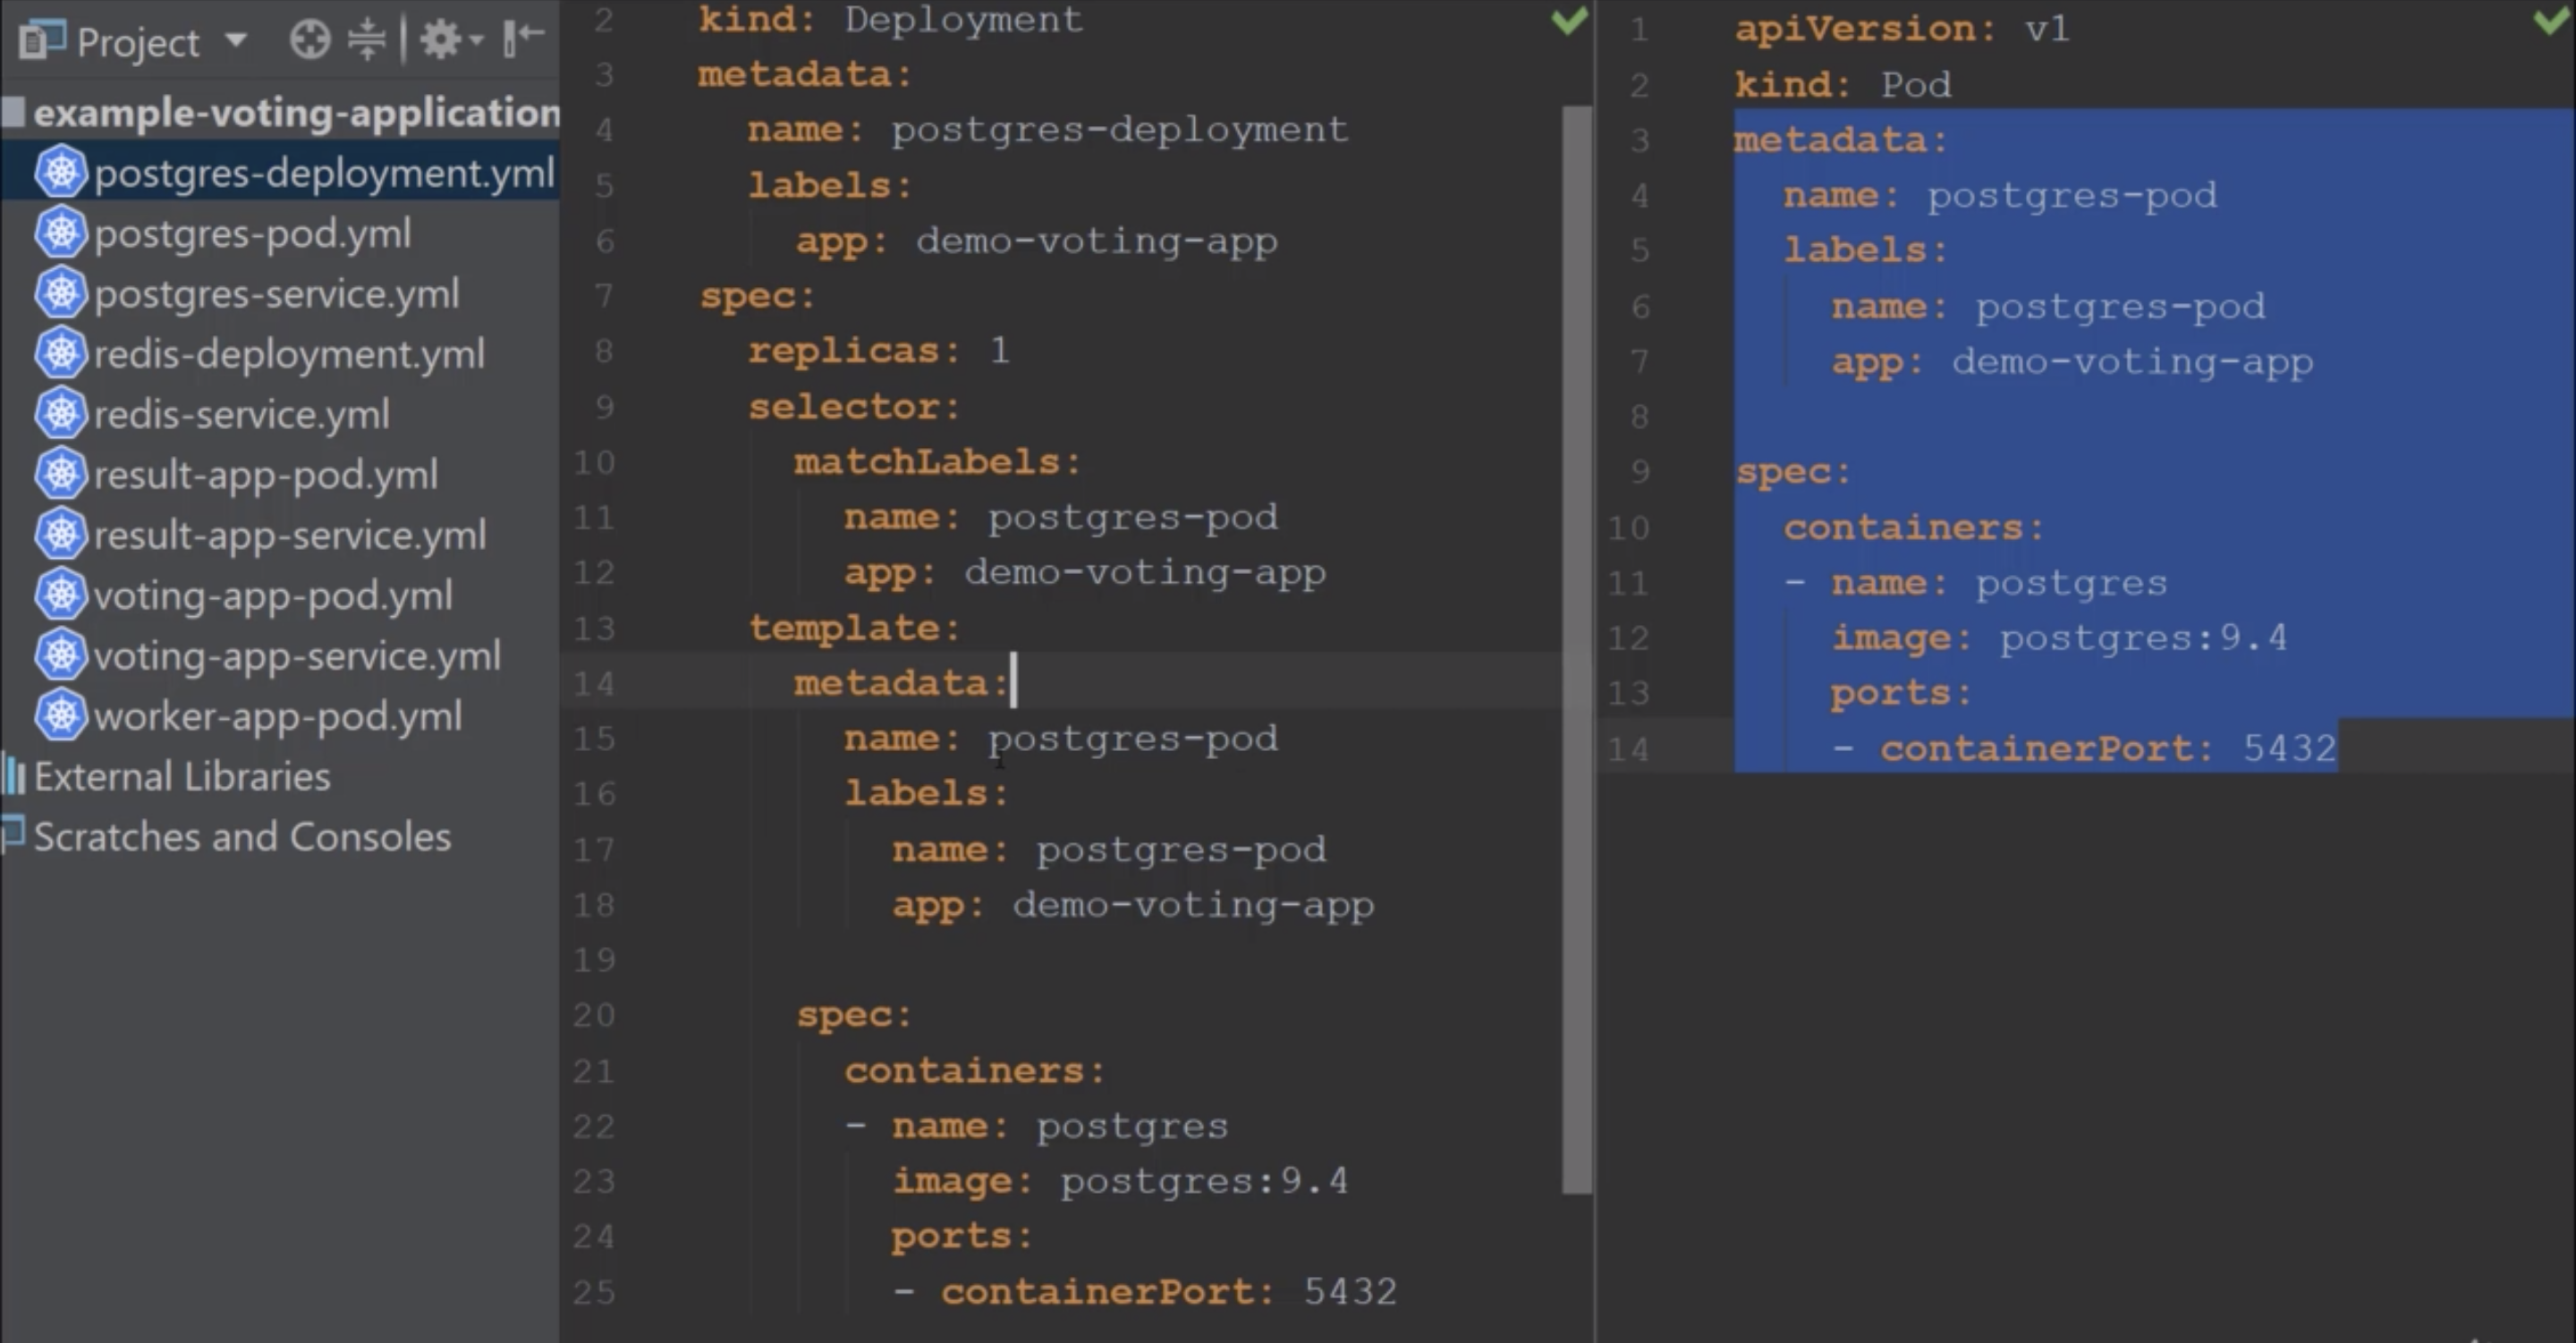 Project
example-voting-application
postgres-deployment.yml
postgres-pod.yml
postgres-service.yml
redis-deployment.yml
redis-service.yml
result-app-pod.yml
result-app-service.yml
voting-app-pod.yml
voting-app-service.yml
worker-app-pod.yml
External Libraries
Scratches and Consoles
2 kind: Deployment
3 metadata:
4 name: postgres-deployment
5 labels:
6 app: demo-voting-app
7 spec:
8 replicas: 1
9 selector:
10 matchLabels:
11 name: postgres-pod
12 app: demo-voting-app
13 template:
14 metadata:
15 name: postgres-pod
16 labels:
17 name: postgres-pod
18 app: demo-voting-app
19
20 spec:
21 containers:
22 - name: postgres
23 image: postgres:9.4
24 ports:
25 - containerPort: 5432
1 apiVersion: v1
2 kind: Pod
3 metadata:
4 name: postgres-pod
5 labels:
6 name: postgres-pod
7 app: demo-voting-app
8
9 spec:
10 containers:
11 - name: postgres
12 image: postgres:9.4
13 ports:
14 - containerPort: 5432